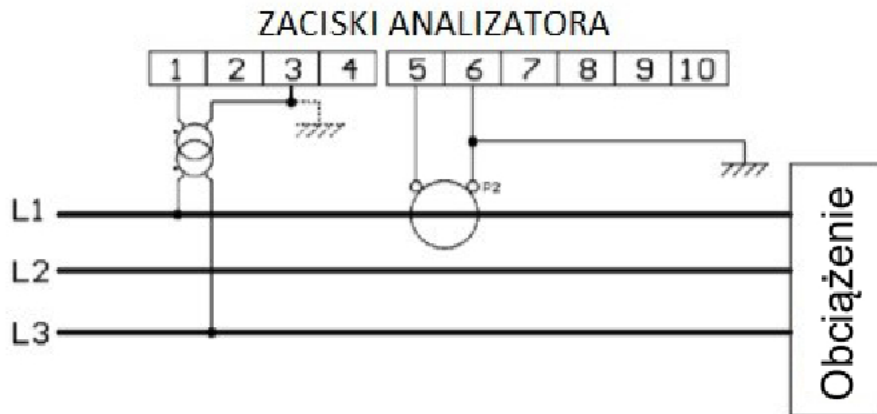 ZACISKI ANALIZATORA
1 2 3 4 5 6 7 8 9 10
P2
L1
L2
L3
Obciążenie